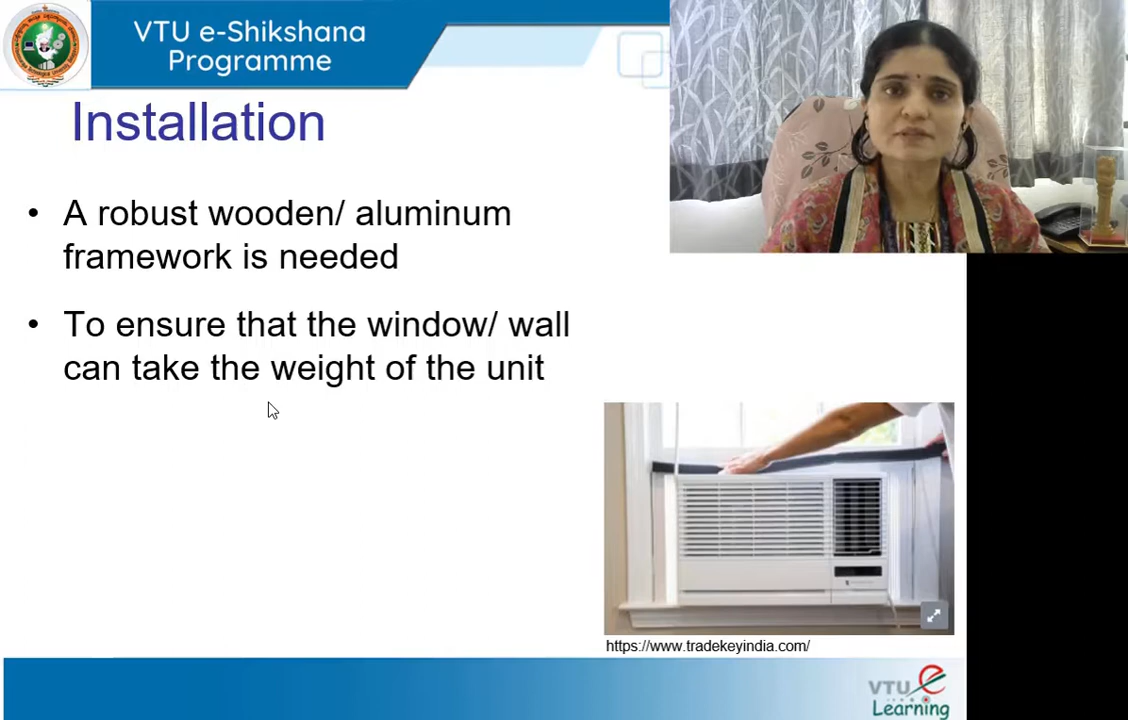 VTU e-Shikshana
Programme
Installation
• A robust wooden/ aluminum
framework is needed
• To ensure that the window/ wall
can take the weight of the unit
https://www.tradekeyindia.com/
VTU e
Learning